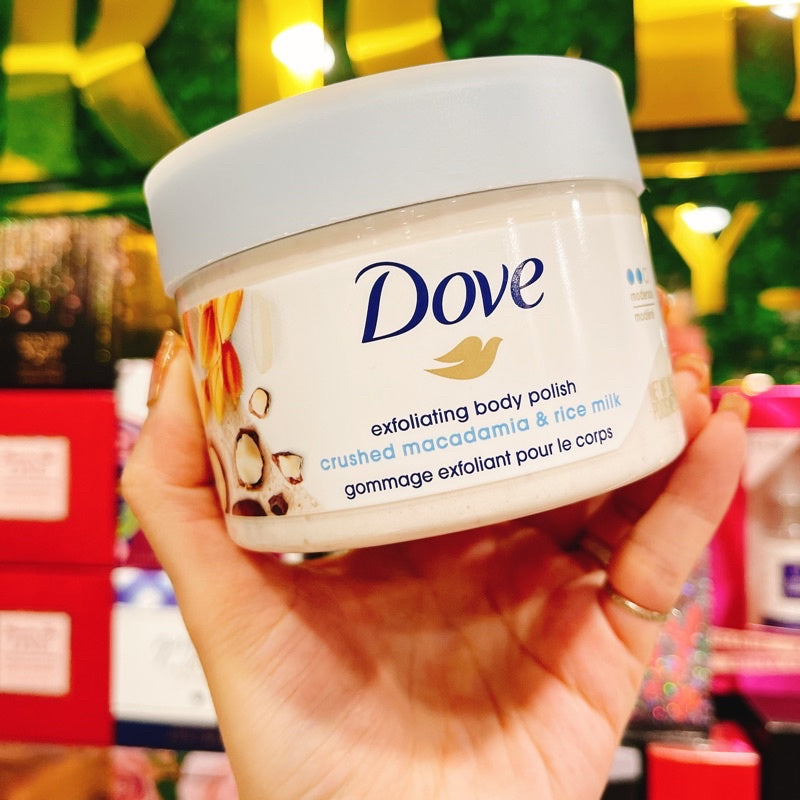 Dove
exfoliating body polish
crushed macadamia & rice milk
gommage exfoliant pour le corps
Y